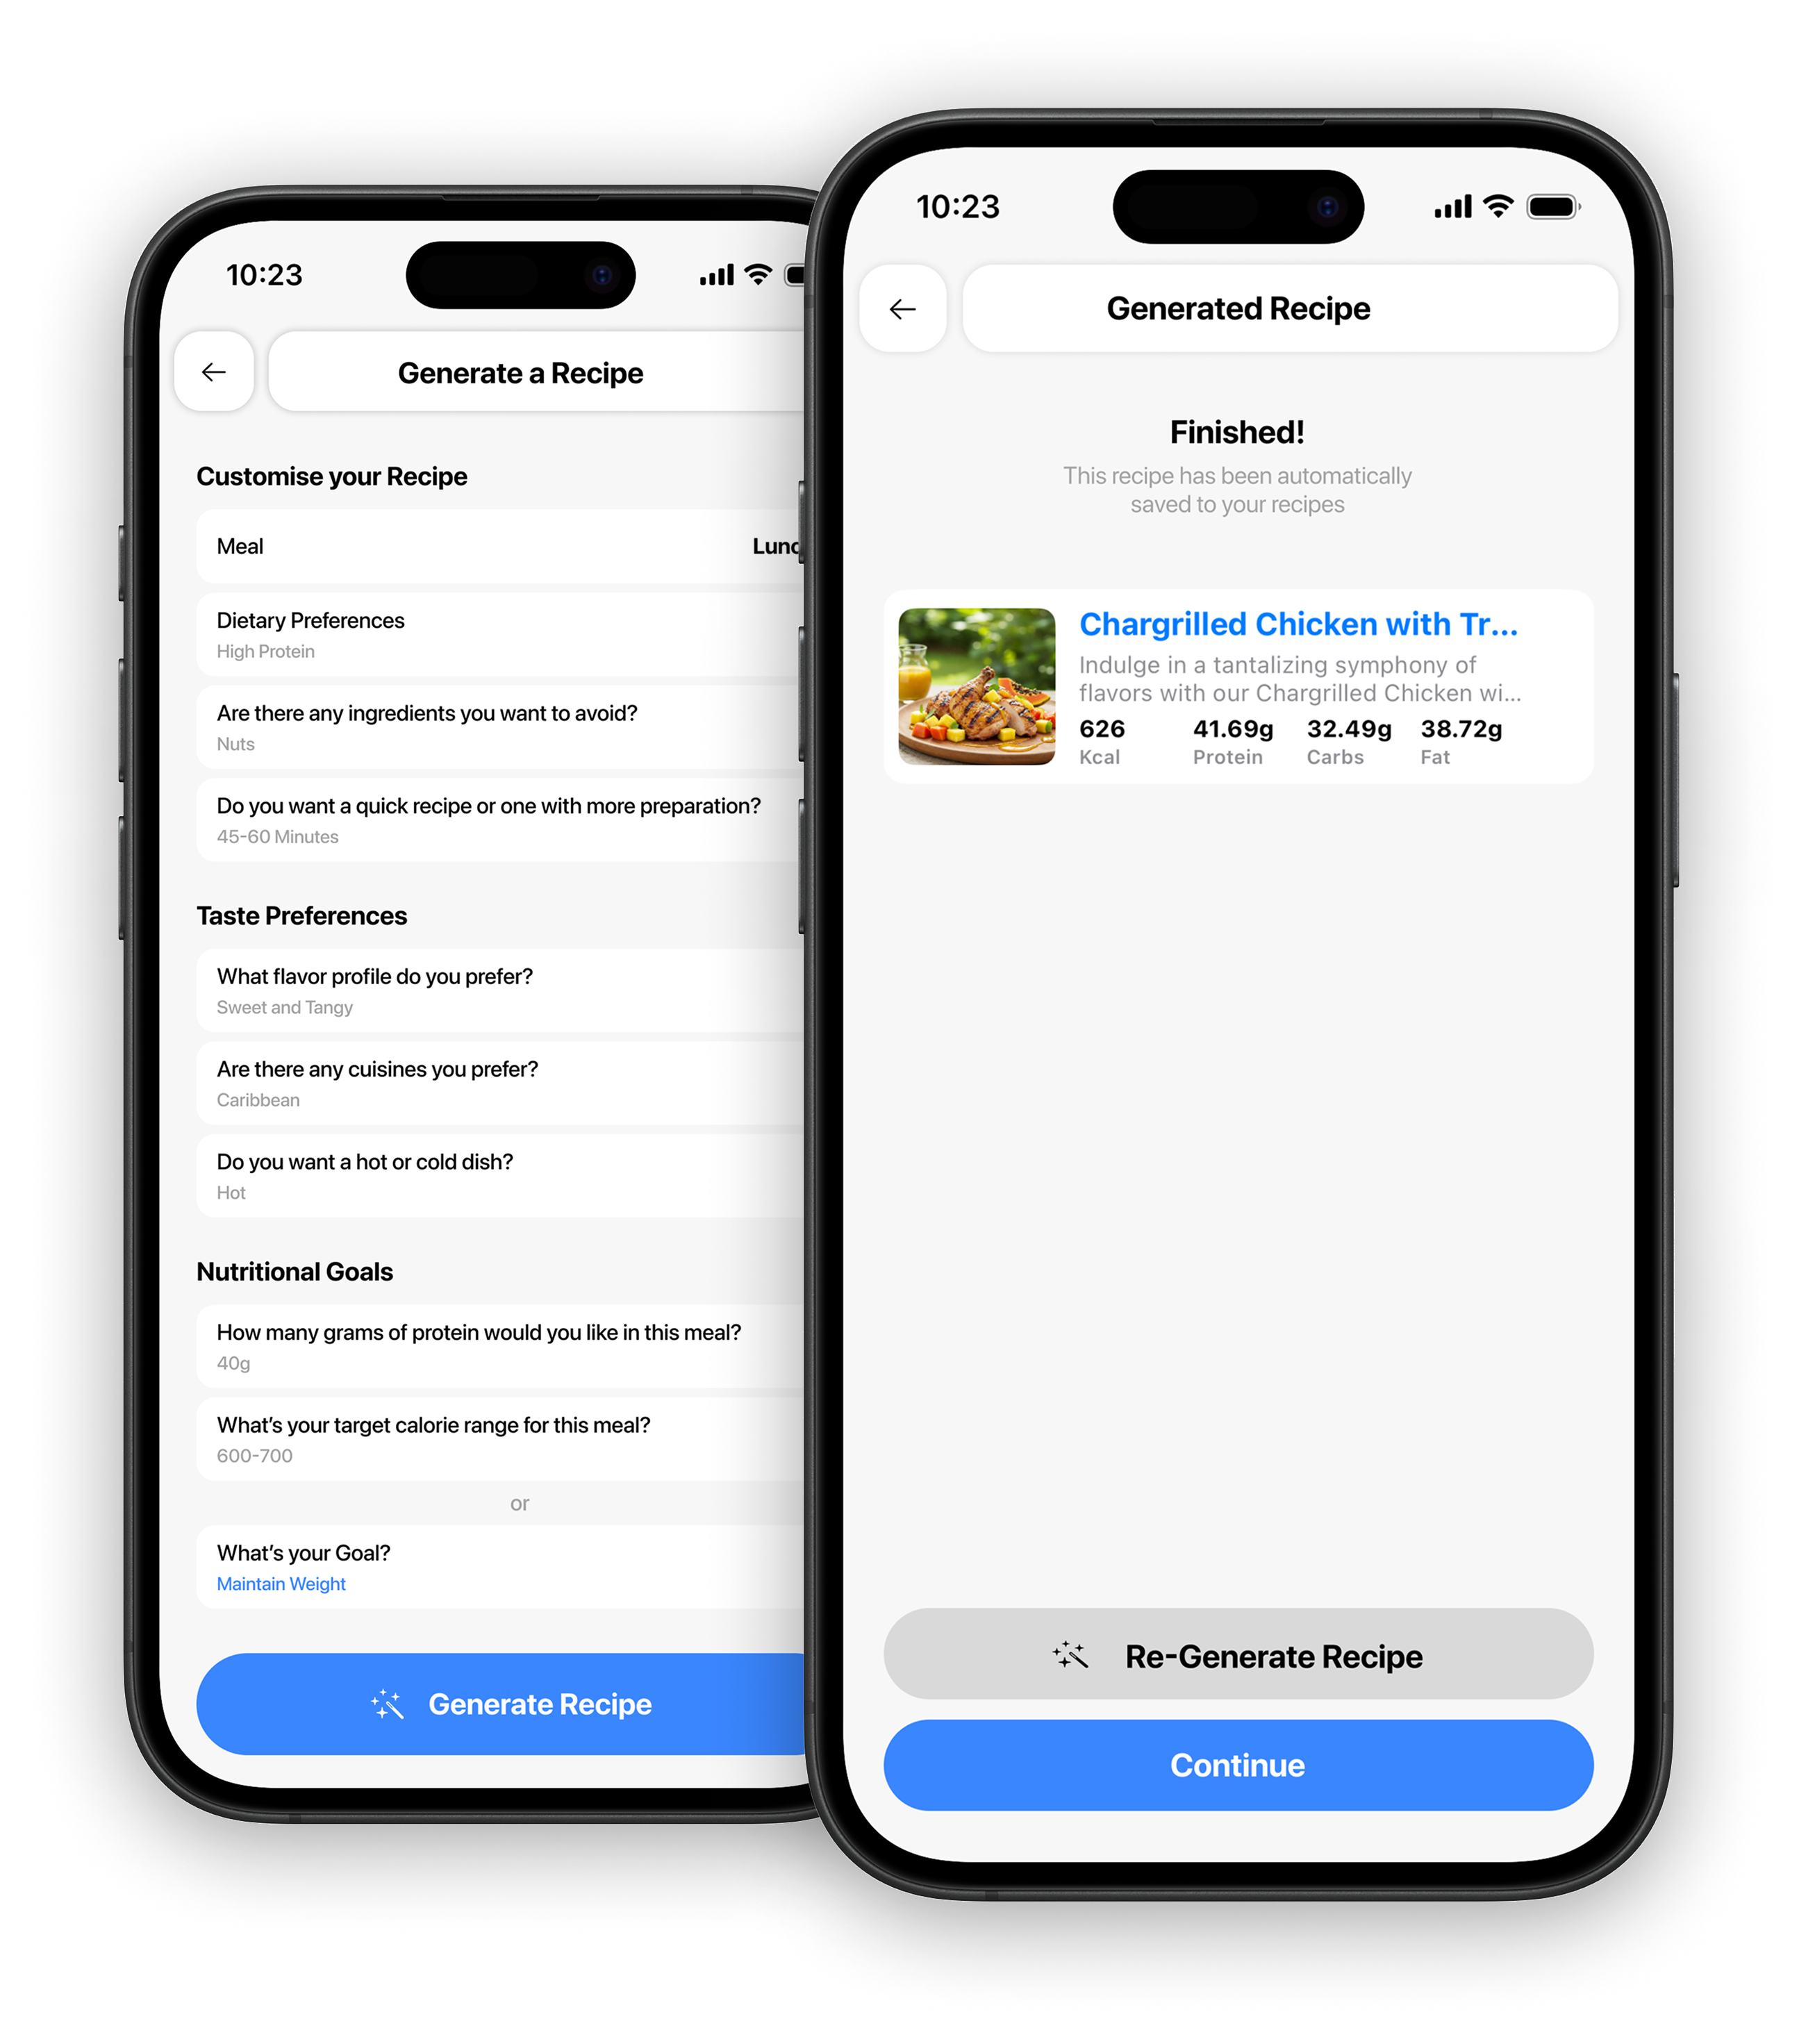 10:23
Generate a Recipe
Customise your Recipe
Meal
Dietary Preferences
High Protein
Are there any ingredients you want to avoid?
Nuts
Do you want a quick recipe or one with more preparation?
45-60 Minutes
Taste Preferences
What flavor profile do you prefer?
Sweet and Tangy
Are there any cuisines you prefer?
Caribbean
Do you want a hot or cold dish?
Hot
Nutritional Goals
How many grams of protein would you like in this meal?
40g
What's your target calorie range for this meal?
600-700
or
What's your Goal?
Maintain Weight
Generate Recipe
10:23
Generated Recipe
Finished!
This recipe has been automatically
saved to your recipes
Chargrilled Chicken with Tr...
Indulge in a tantalizing symphony of
flavors with our Chargrilled Chicken wi...
626 41.69g 32.49g 38.72g
Kcal Protein Carbs Fat
Re-Generate Recipe
Continue